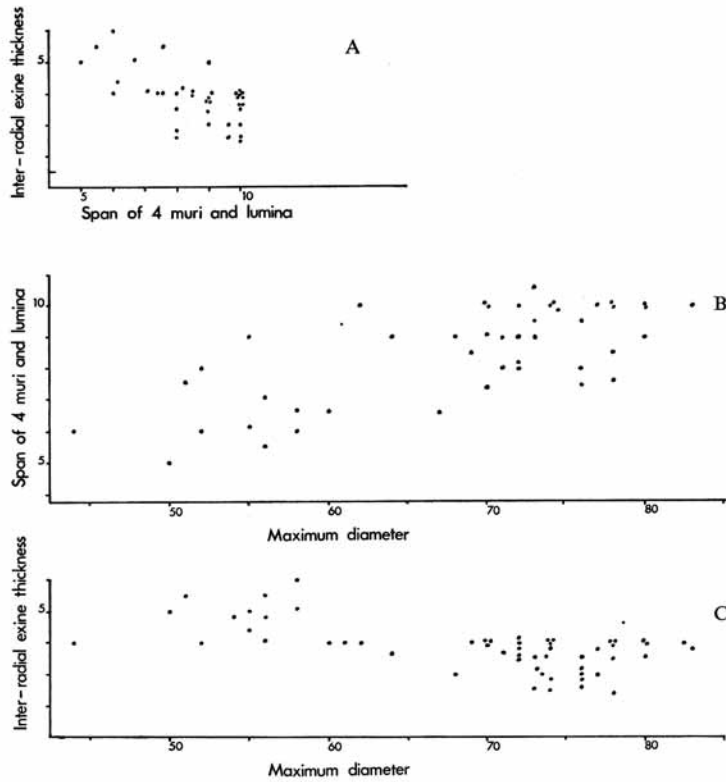 A
Inter-radial exine thickness
5
5 10
Span of 4 muri and lumina
B
Span of 4 muri and lumina
10
5
50 60 70 80
Maximum diameter
C
Inter-radial exine thickness
5
50 60 70 80
Maximum diameter